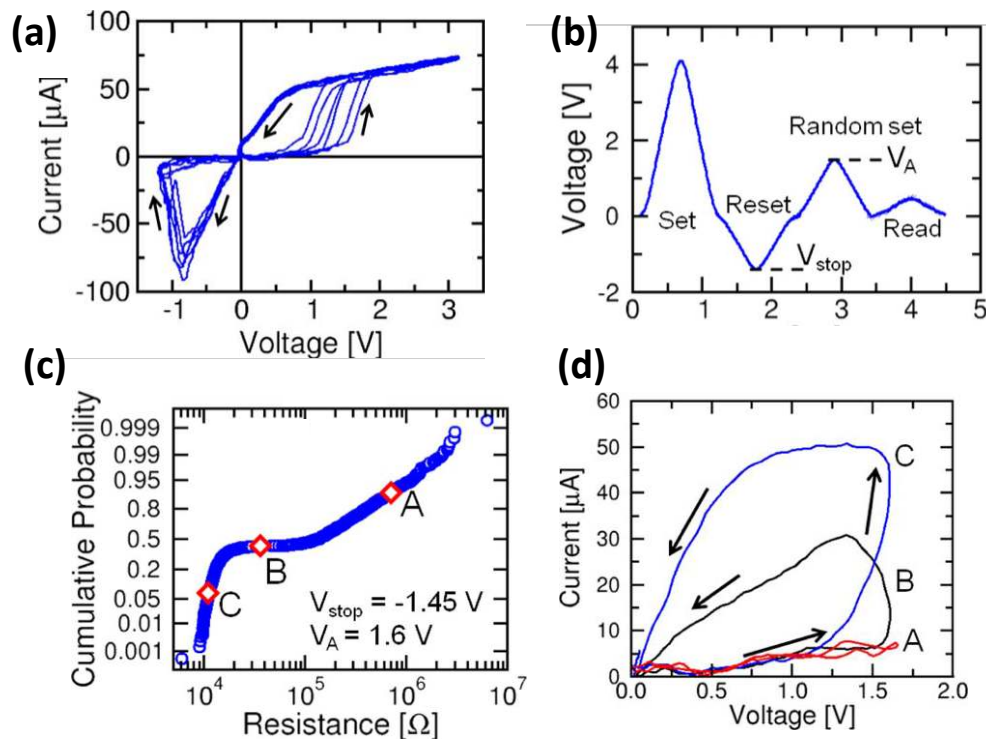 (a)
100
50
0
-50
-100
Current [µA]
-1 0 1 2 3
Voltage [V]
(b)
4
2
0
-2
Voltage [V]
Set
Reset
Random set
V_A
V_stop
Read
0 1 2 3 4 5
(c)
Cumulative Probability
0.999
0.99
0.95
0.8
0.5
0.2
0.05
0.01
0.001
A
B
C
V_stop = -1.45 V
V_A = 1.6 V
10^4 10^5 10^6 10^7
Resistance [Ω]
(d)
60
50
40
30
20
10
0
Current [µA]
C
B
A
0.0 0.5 1.0 1.5 2.0
Voltage [V]